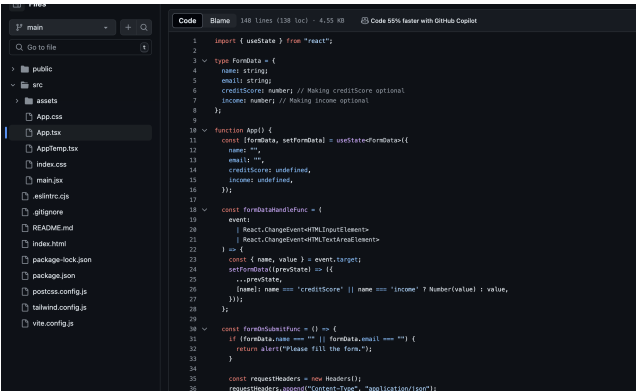 Files
main
Go to file
t
public
src
assets
App.css
App.tsx
AppTemp.tsx
index.css
main.jsx
.eslintrc.cjs
.gitignore
README.md
index.html
package-lock.json
package.json
postcss.config.js
tailwind.config.js
vite.config.js
Code Blame 148 lines (138 loc) · 4.55 KB Code 55% faster with GitHub Copilot
1 import { useState } from "react";
2
3 type FormData = {
4 name: string;
5 email: string;
6 creditScore: number; // Making creditScore optional
7 income: number; // Making income optional
8 };
9
10 function App() {
11 const [formData, setFormData] = useState<FormData>({
12 name: "",
13 email: "",
14 creditScore: undefined,
15 income: undefined,
16 });
17
18 const formDataHandleFunc = (
19 event:
20 | React.ChangeEvent<HTMLInputElement>
21 | React.ChangeEvent<HTMLTextAreaElement>
22 ) => {
23 const { name, value } = event.target;
24 setFormData((prevState) => ({
25 ...prevState,
26 [name]: name === 'creditScore' || name === 'income' ? Number(value) : value,
27 }));
28 };
29
30 const formOnSubmitFunc = () => {
31 if (formData.name === "" || formData.email === "") {
32 return alert("Please fill the form.");
33 }
34
35 const requestHeaders = new Headers();
36 requestHeaders.append("Content-Type", "application/json");